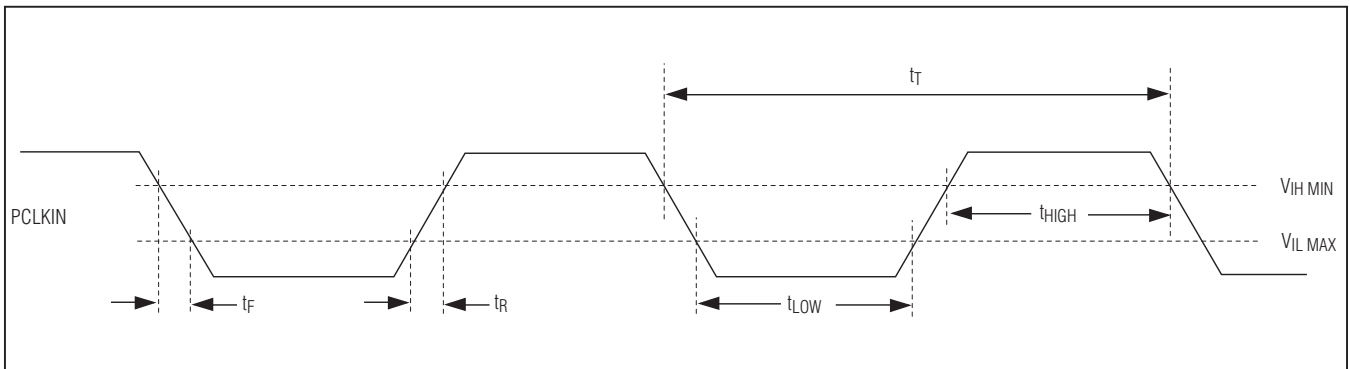 tT
VIH MIN
PCLKIN
tHIGH
VIL MAX
tF
tR
tLOW